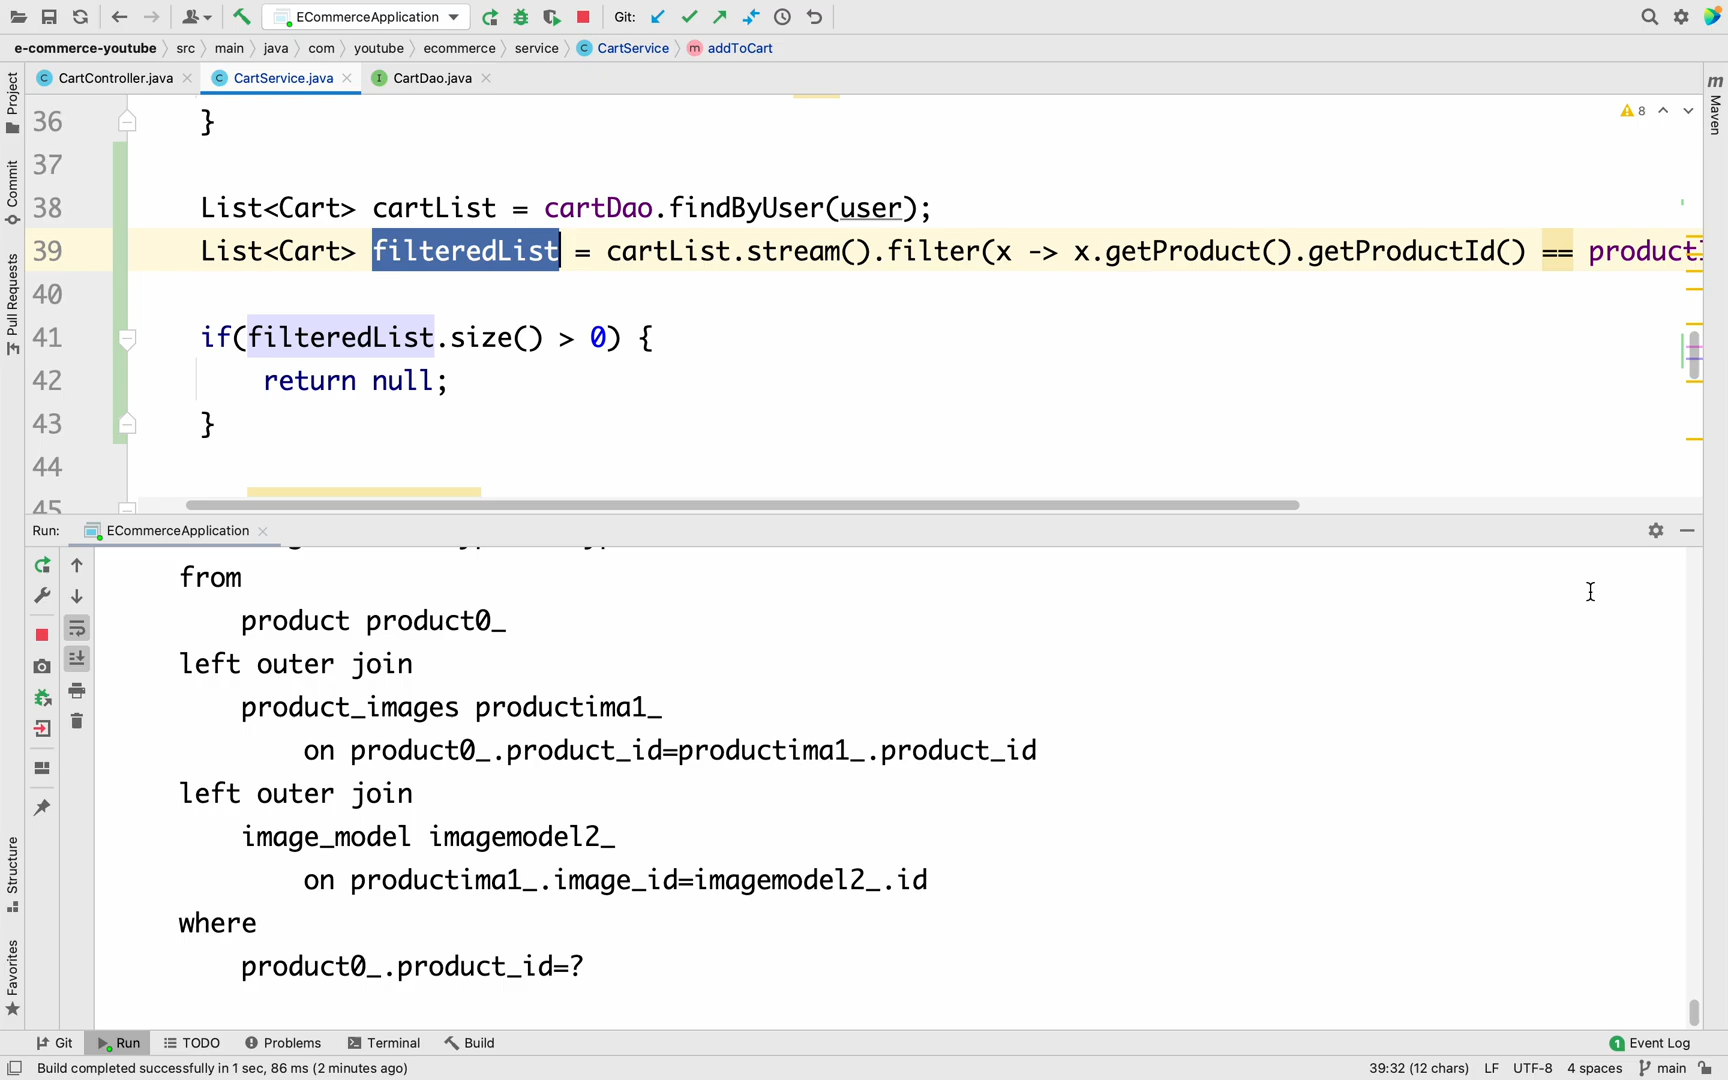 ECommerceApplication
Git:
e-commerce-youtube
src
main
java
com
youtube
ecommerce
service
CartService
addToCart
CartController.java
CartService.java
CartDao.java
Project
Commit
Pull Requests
Structure
Favorites
Maven
8
36 }
37
38 List<Cart> cartList = cartDao.findByUser(user);
39 List<Cart> filteredList = cartList.stream().filter(x -> x.getProduct().getProductId() ==
40
41 if(filteredList.size() > 0) {
42 return null;
43 }
44
45
Run: ECommerceApplication
from
product product0_
left outer join
product_images productima1_
on product0_.product_id=productima1_.product_id
left outer join
image_model imagemodel2_
on productima1_.image_id=imagemodel2_.id
where
product0_.product_id=?
Git
Run
TODO
Problems
Terminal
Build
1 Event Log
Build completed successfully in 1 sec, 86 ms (2 minutes ago)
39:32 (12 chars)
LF
UTF-8
4 spaces
main